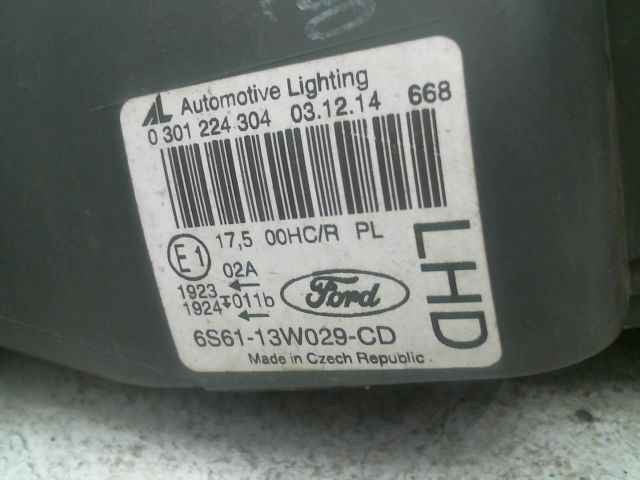 AL Automotive Lighting
0 301 224 304 03.12.14 668
E1 17,5 00HC/R PL
02A
1923
1924 +011b
Ford
6S61-13W029-CD
Made in Czech Republic
LHD